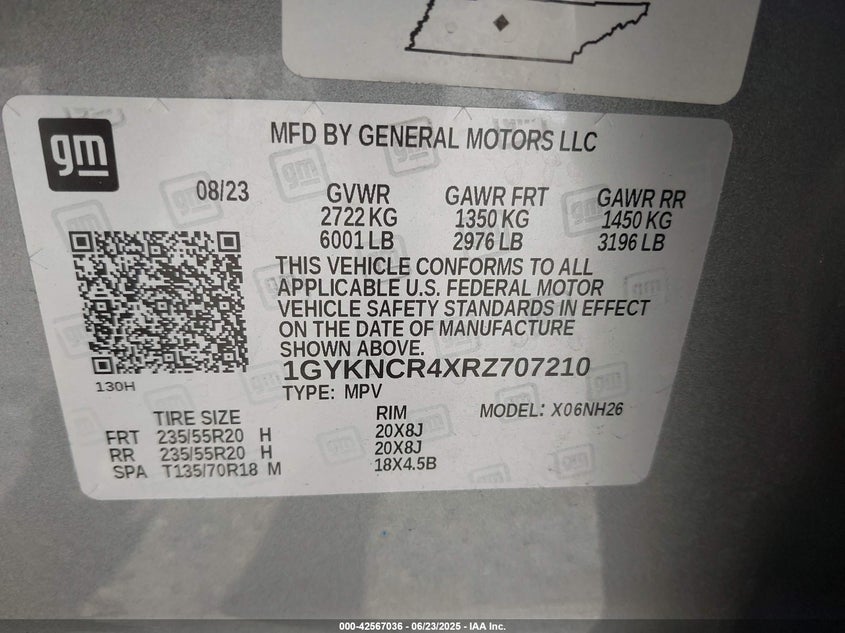 gm
MFD BY GENERAL MOTORS LLC
08/23
GVWR GAWR FRT GAWR RR
2722 KG 1350 KG 1450 KG
6001 LB 2976 LB 3196 LB
THIS VEHICLE CONFORMS TO ALL
APPLICABLE U.S. FEDERAL MOTOR
VEHICLE SAFETY STANDARDS IN EFFECT
ON THE DATE OF MANUFACTURE
SHOWN ABOVE.
1GYKNCR4XRZ707210
130H
TYPE: MPV
TIRE SIZE RIM MODEL: X06NH26
FRT 235/55R20 H 20X8J
RR 235/55R20 H 20X8J
SPA T135/70R18 M 18X4.5B
000-42567036 - 06/23/2025 - IAA Inc.